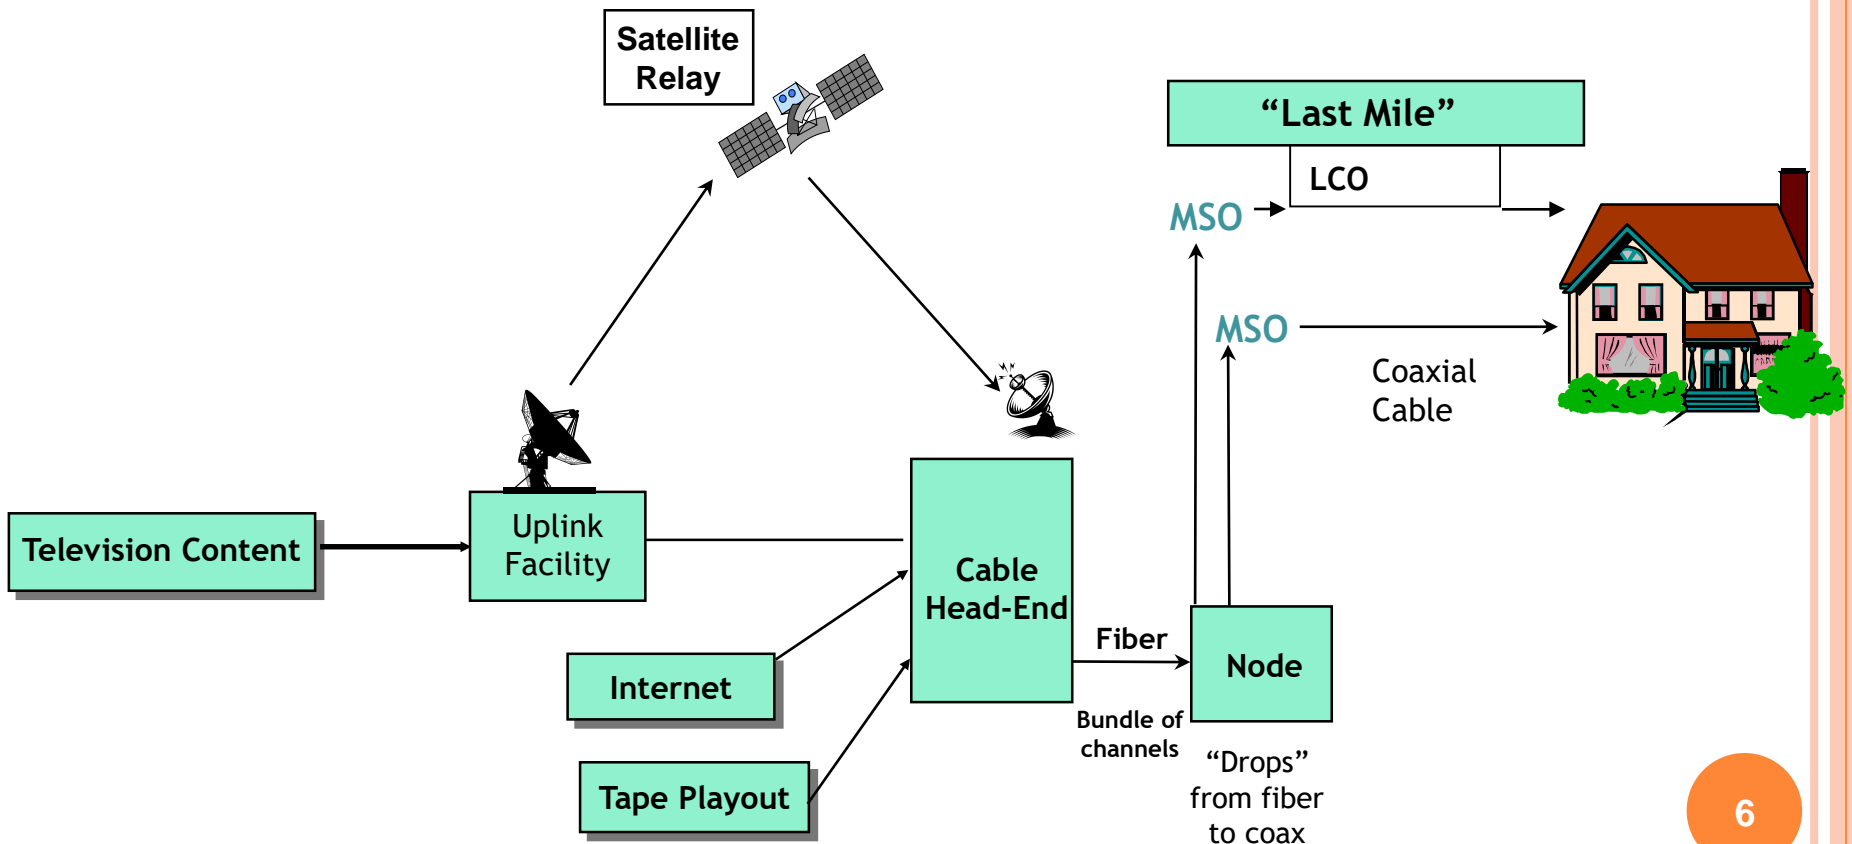 Satellite
Relay
“Last Mile”
LCO
MSO
MSO
Coaxial
Cable
Television Content
Uplink
Facility
Cable
Head-End
Internet
Tape Playout
Fiber
Bundle of
channels
Node
“Drops”
from fiber
to coax
6